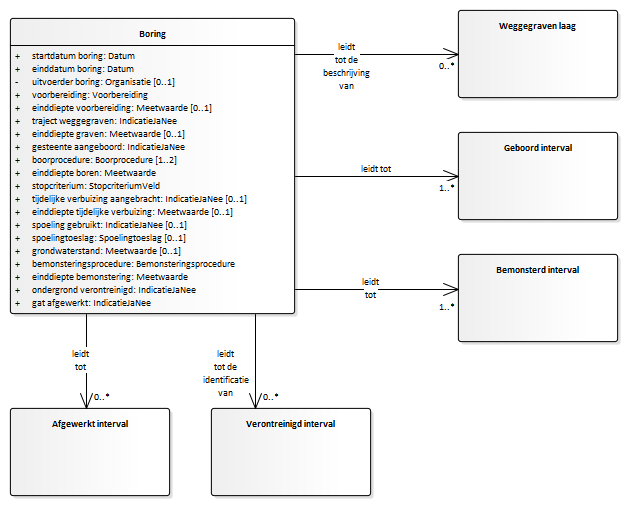 Boring
+ startdatum boring: Datum
+ einddatum boring: Datum
- uitvoerder boring: Organisatie [0..1]
+ voorbereiding: Voorbereiding
+ einddiepte voorbereiding: Meetwaarde [0..1]
+ traject weggegraven: IndicatieJaNee
+ einddiepte graven: Meetwaarde [0..1]
+ gesteente aangeboord: IndicatieJaNee
+ boorprocedure: Boorprocedure [1..2]
+ einddiepte boren: Meetwaarde
+ stopcriterium: StopcriteriumVeld
+ tijdelijke verbuizing aangebracht: IndicatieJaNee [0..1]
+ einddiepte tijdelijke verbuizing: Meetwaarde [0..1]
+ spoeling gebruikt: IndicatieJaNee [0..1]
+ spoelingtoeslag: Spoelingtoeslag [0..1]
+ grondwaterstand: Meetwaarde [0..1]
+ bemonsteringsprocedure: Bemonsteringsprocedure
+ einddiepte bemonstering: Meetwaarde
+ ondergrond verontreinigd: IndicatieJaNee
+ gat afgewerkt: IndicatieJaNee
leidt
tot de
beschrijving
van
0..*
Weggegraven laag
leidt tot
1..*
Geboord interval
leidt
tot
1..*
Bemonsterd interval
leidt
tot
0..*
Afgewerkt interval
leidt
tot de
identificatie
van
0..*
Verontreinigd interval